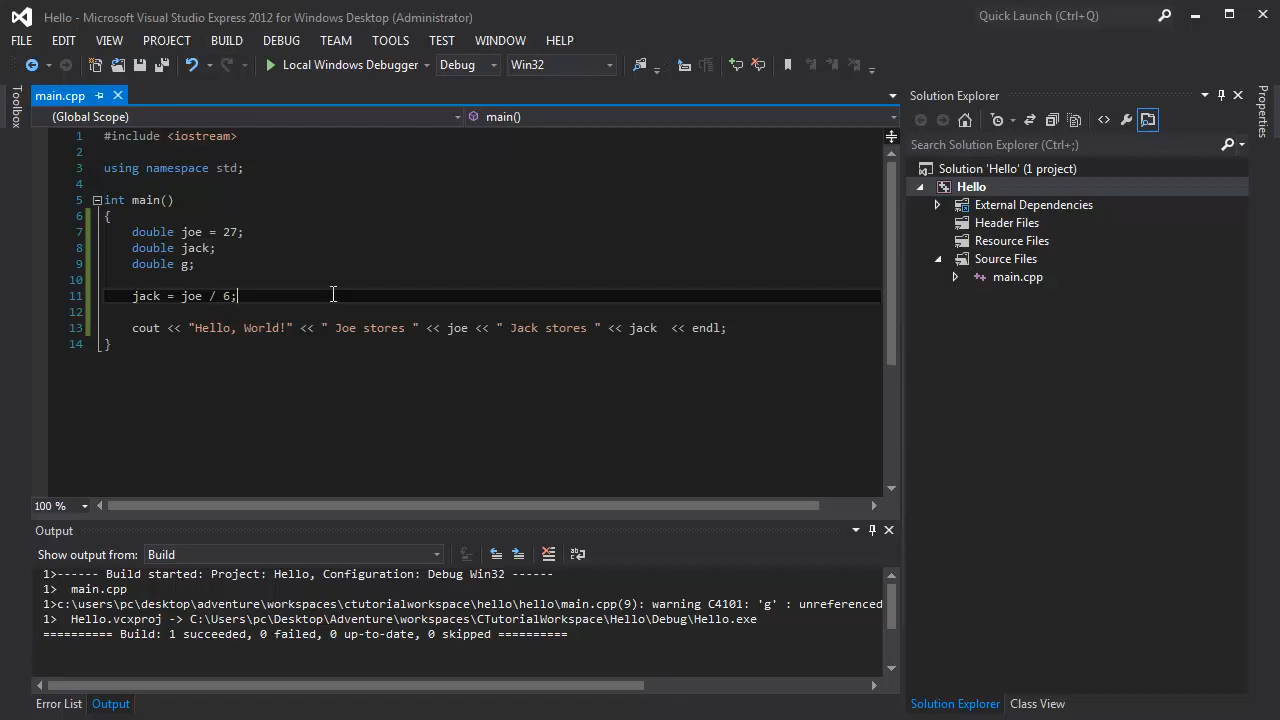 Hello - Microsoft Visual Studio Express 2012 for Windows Desktop (Administrator)
Quick Launch (Ctrl+Q)
FILE EDIT VIEW PROJECT BUILD DEBUG TEAM TOOLS TEST WINDOW HELP
Local Windows Debugger Debug Win32
Toolbox
main.cpp
(Global Scope) main()
1 #include <iostream>
2
3 using namespace std;
4
5 int main()
6 {
7 double joe = 27;
8 double jack;
9 double g;
10
11 jack = joe / 6;
12
13 cout << "Hello, World!" << " Joe stores " << joe << " Jack stores " << jack  << endl;
14 }
100 %
Solution Explorer
Search Solution Explorer (Ctrl+;)
Solution 'Hello' (1 project)
Hello
External Dependencies
Header Files
Resource Files
Source Files
main.cpp
Properties
Output
Show output from: Build
1>------ Build started: Project: Hello, Configuration: Debug Win32 ------
1>  main.cpp
1>c:\users\pc\desktop\adventure\workspaces\ctutorialworkspace\hello\hello\main.cpp(9): warning C4101: 'g' : unreferenced
1>  Hello.vcxproj -> C:\Users\pc\Desktop\Adventure\workspaces\CTutorialWorkspace\Hello\Debug\Hello.exe
========== Build: 1 succeeded, 0 failed, 0 up-to-date, 0 skipped ==========
Error List Output
Solution Explorer Class View